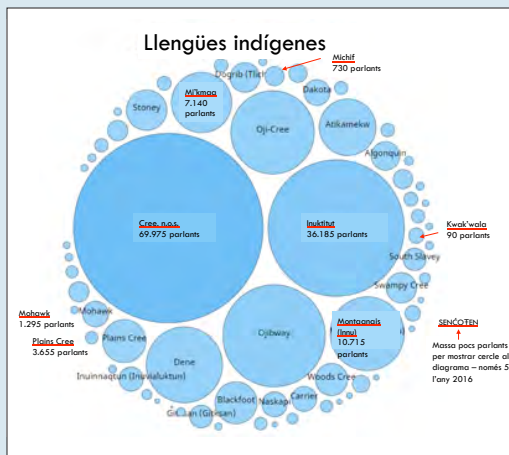 Llengües indígenes
Michif
730 parlants
Dogrib (Tlich
Mi'kmaq
7.140
parlants
Stoney
Dakota
Oji-Cree
Atikamekw
Algonquin
Cree, n.o.s.
69.975 parlants
Inuktitut
36.185 parlants
Kwak'wala
90 parlants
South Slavey
Swampy Cree
Mohawk
1.295 parlants
Mohawk
Plains Cree
3.655 parlants
Plains Cree
Ojibway
Montagnais
(Innu)
10.715
parlants
SENĆOŦEN
Massa pocs parlants
per mostrar cercle al
diagrama – només 5
l'any 2016
Dene
Inuinnaqtun (Inuvialuktun)
Woods Cree
Blackfoot
Naskapi
Carrier
(Gitksan)